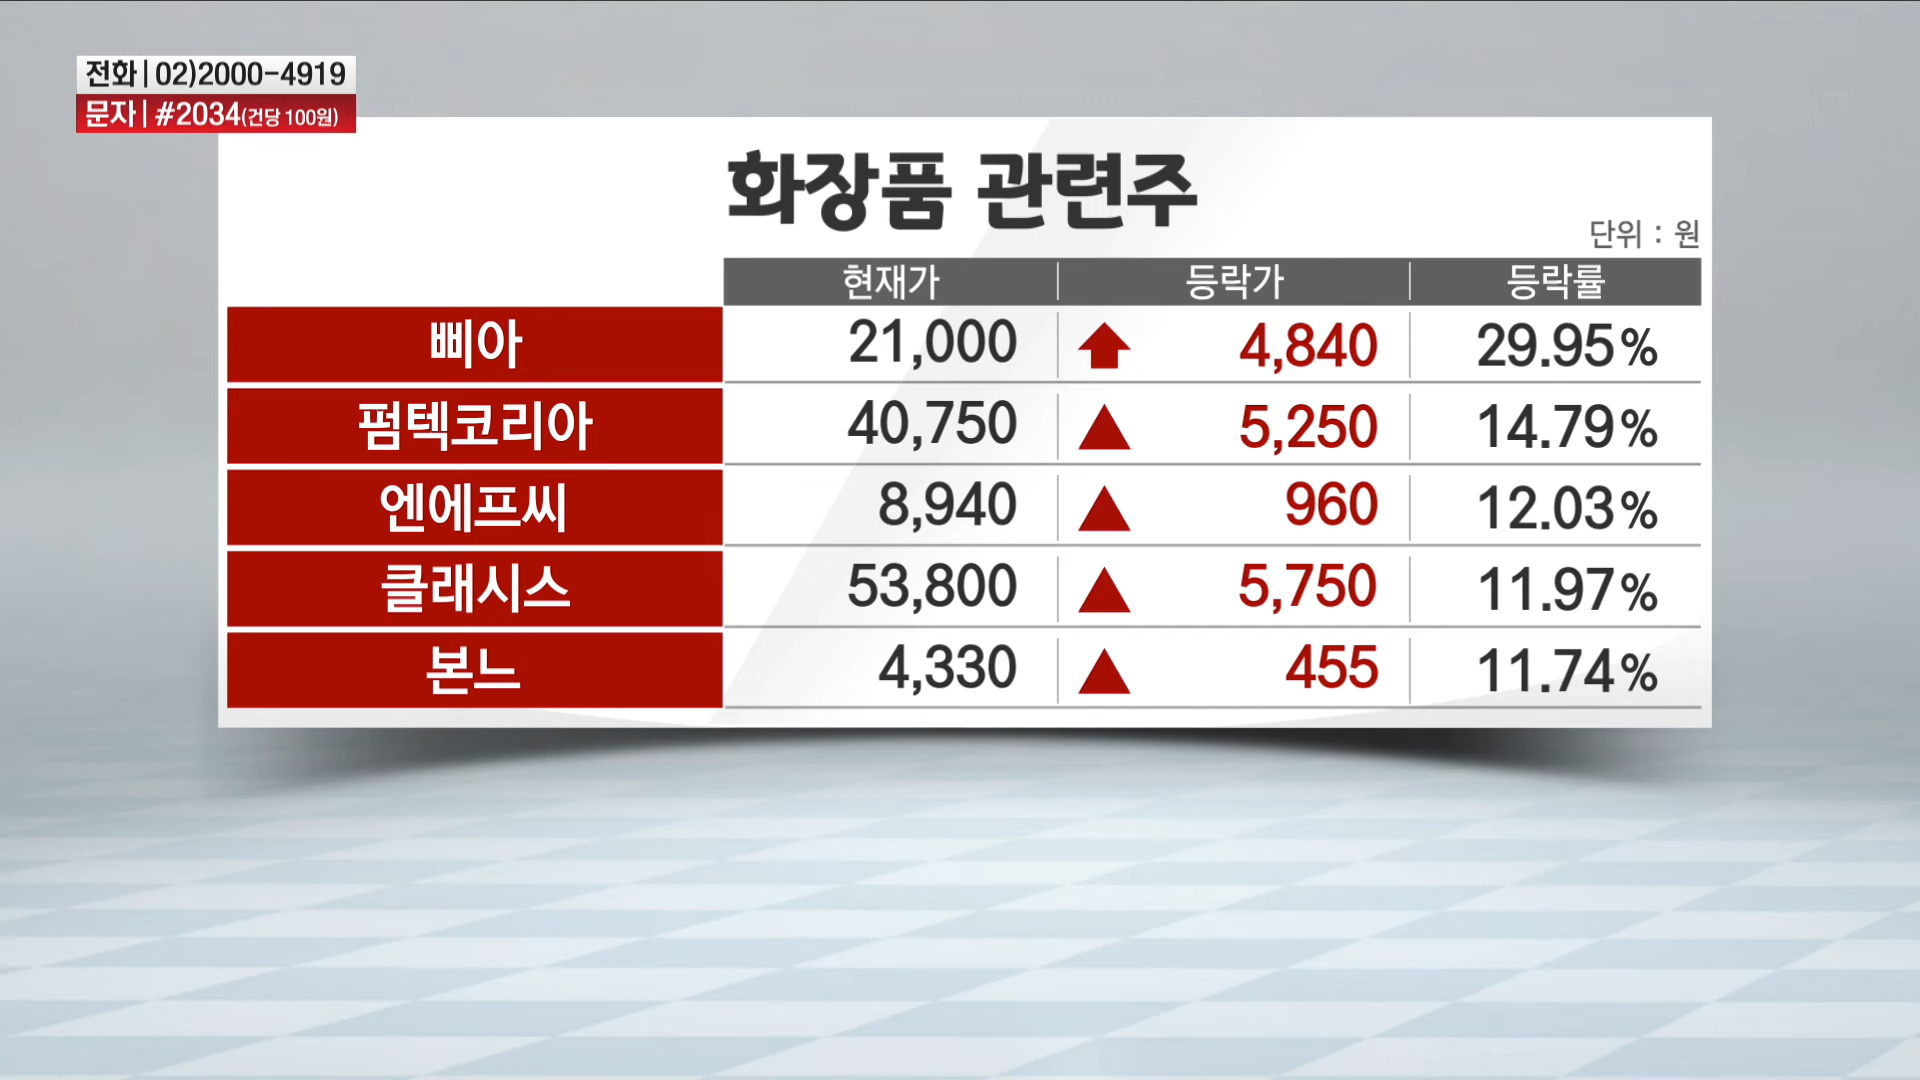 전화 | 02)2000-4919
문자 | #2034(건당 100원)
화장품 관련주
단위 : 원
현재가 등락가 등락률
삐아 21,000 4,840 29.95%
펌텍코리아 40,750 ▲ 5,250 14.79%
엔에프씨 8,940 ▲ 960 12.03%
클래시스 53,800 ▲ 5,750 11.97%
본느 4,330 ▲ 455 11.74%